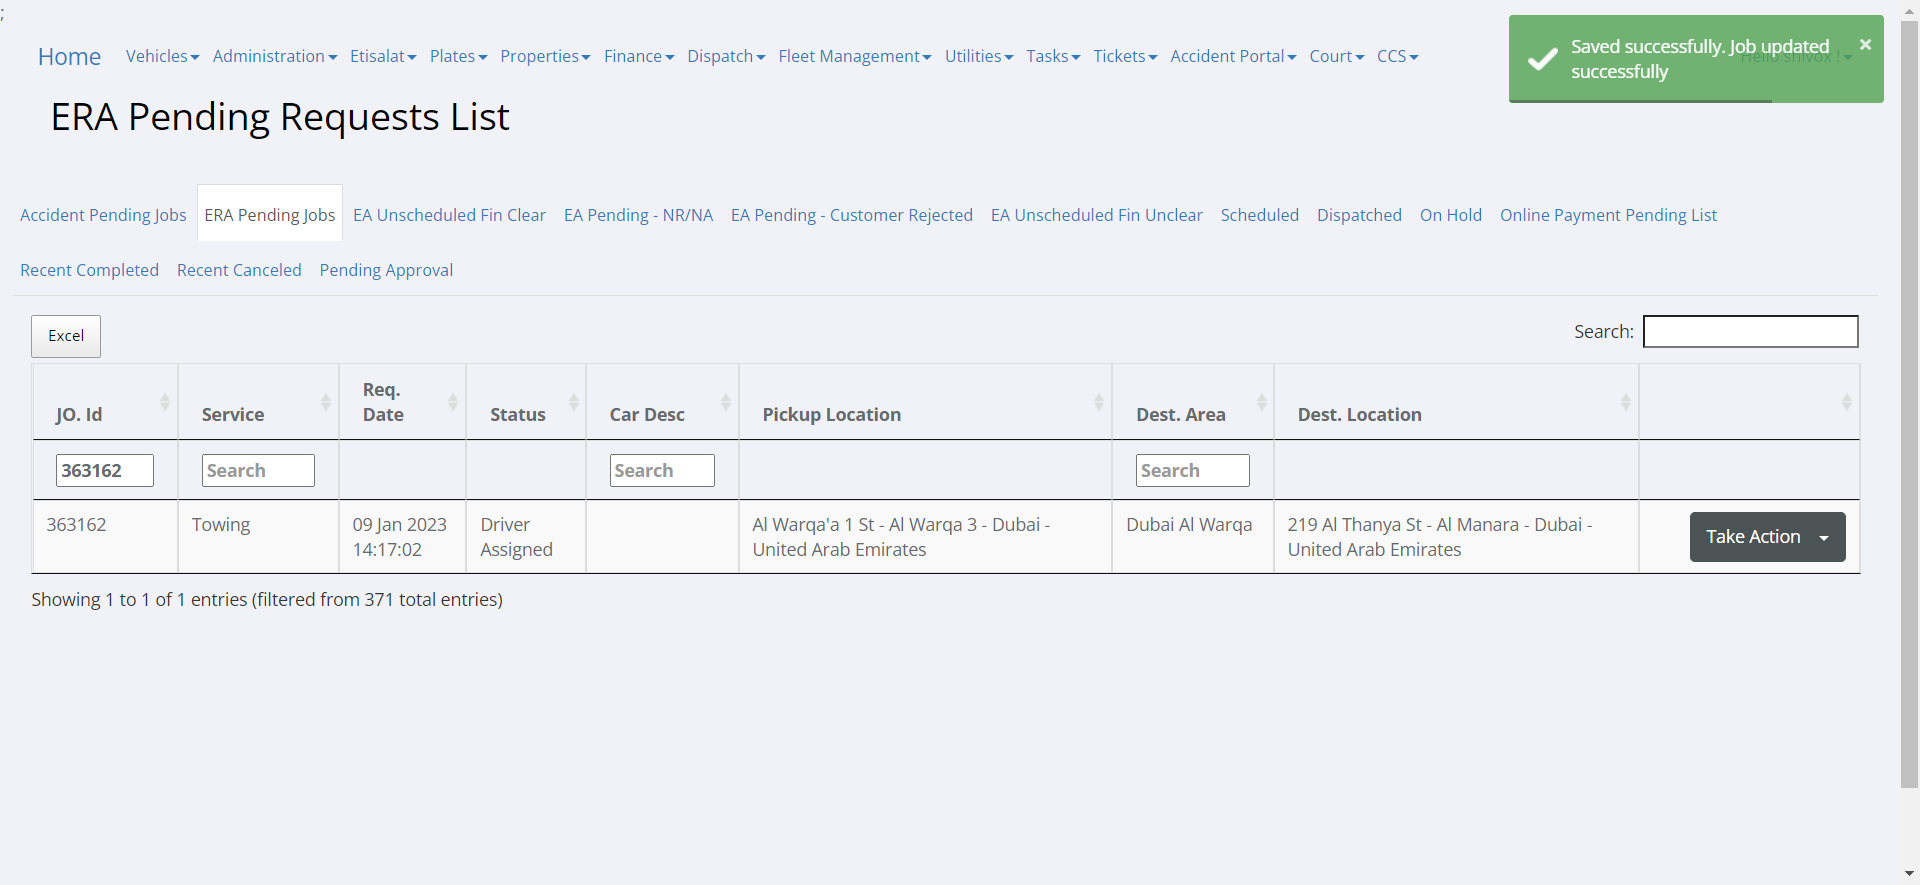 ;
Home Vehicles Administration Etisalat Plates Properties Finance Dispatch Fleet Management Utilities Tasks Tickets Accident Portal Court CCS
Saved successfully. Job updated
successfully
×
Hello shivox !
ERA Pending Requests List
Accident Pending Jobs ERA Pending Jobs EA Unscheduled Fin Clear EA Pending - NR/NA EA Pending - Customer Rejected EA Unscheduled Fin Unclear Scheduled Dispatched On Hold Online Payment Pending List
Recent Completed Recent Canceled Pending Approval
Excel
Search:
JO. Id Service Req. Date Status Car Desc Pickup Location Dest. Area Dest. Location
363162 Search Search Search
363162 Towing 09 Jan 2023 Driver Al Warqa'a 1 St - Al Warqa 3 - Dubai - Dubai Al Warqa 219 Al Thanya St - Al Manara - Dubai - Take Action
14:17:02 Assigned United Arab Emirates United Arab Emirates
Showing 1 to 1 of 1 entries (filtered from 371 total entries)